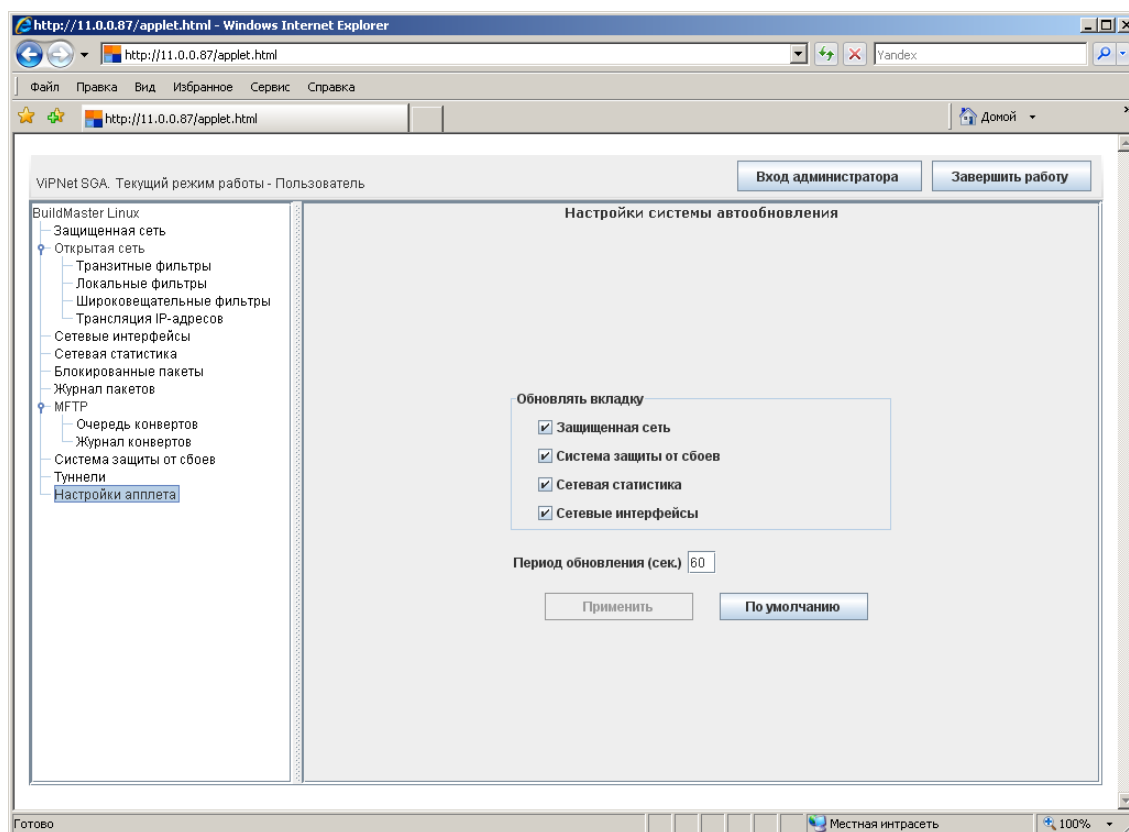 http://11.0.0.87/applet.html - Windows Internet Explorer
http://11.0.0.87/applet.html
Yandex
Файл Правка Вид Избранное Сервис Справка
http://11.0.0.87/applet.html
Домой
»
ViPNet SGA. Текущий режим работы - Пользователь
Вход администратора
Завершить работу
BuildMaster Linux
Защищенная сеть
Открытая сеть
Транзитные фильтры
Локальные фильтры
Широковещательные фильтры
Трансляция IP-адресов
Сетевые интерфейсы
Сетевая статистика
Блокированные пакеты
Журнал пакетов
MFTP
Очередь конвертов
Журнал конвертов
Система защиты от сбоев
Туннели
Настройки апплета
Настройки системы автообновления
Обновлять вкладку
Защищенная сеть
Система защиты от сбоев
Сетевая статистика
Сетевые интерфейсы
Период обновления (сек.) 60
Применить
По умолчанию
Готово
Местная интрасеть
100%